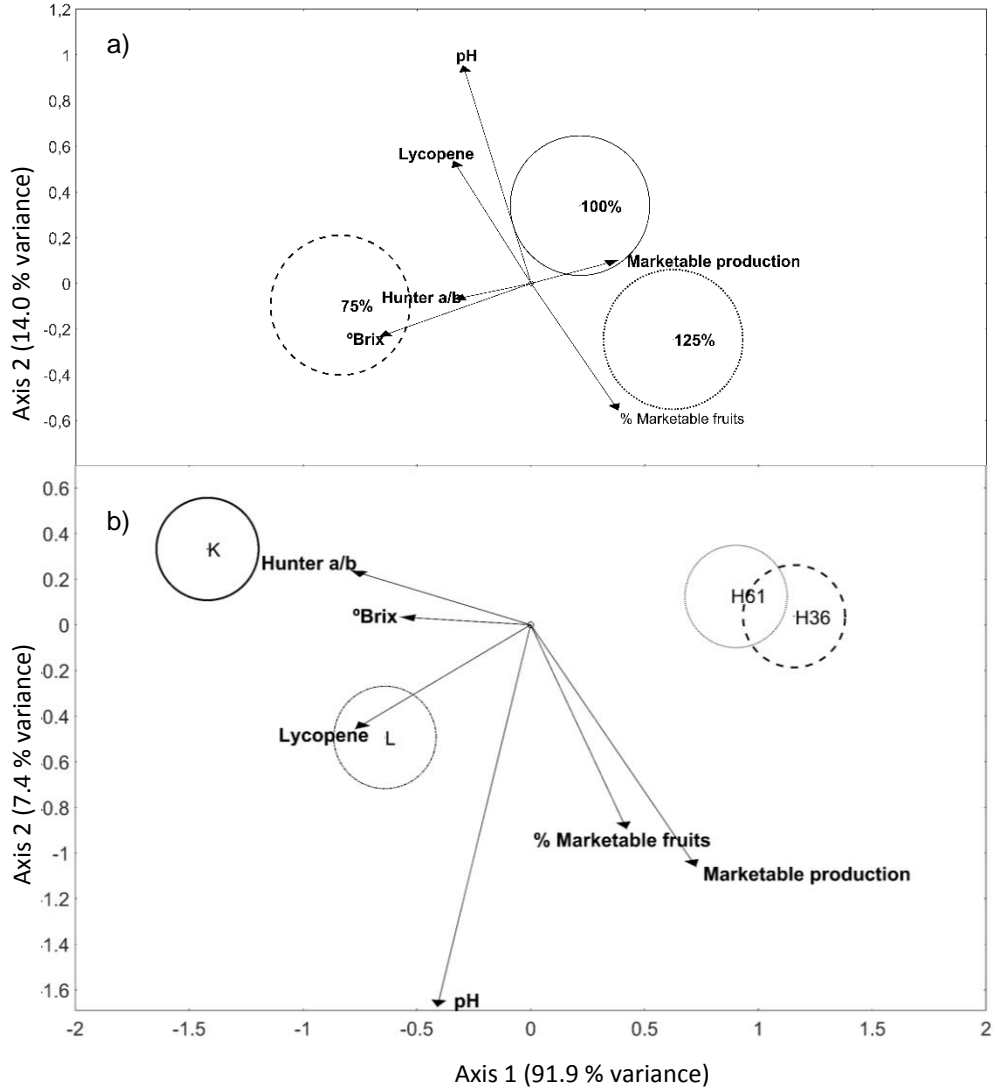 1,2
a)
1
pH
0,8
0,6
Lycopene
0,4
100%
0,2
Marketable production
0
Hunter a/b
75%
-0,2
ºBrix
125%
-0,4
-0,6
% Marketable fruits
Axis 2 (14.0 % variance)
0.6
b)
0.4
K
Hunter a/b
0.2
H61
H36
ºBrix
0
-0.2
-0.4
Lycopene
L
-0.6
-0.8
% Marketable fruits
-1
Marketable production
-1.2
-1.4
-1.6
pH
Axis 2 (7.4 % variance)
-2
-1.5
-1
-0.5
0
0.5
1
1.5
2
Axis 1 (91.9 % variance)